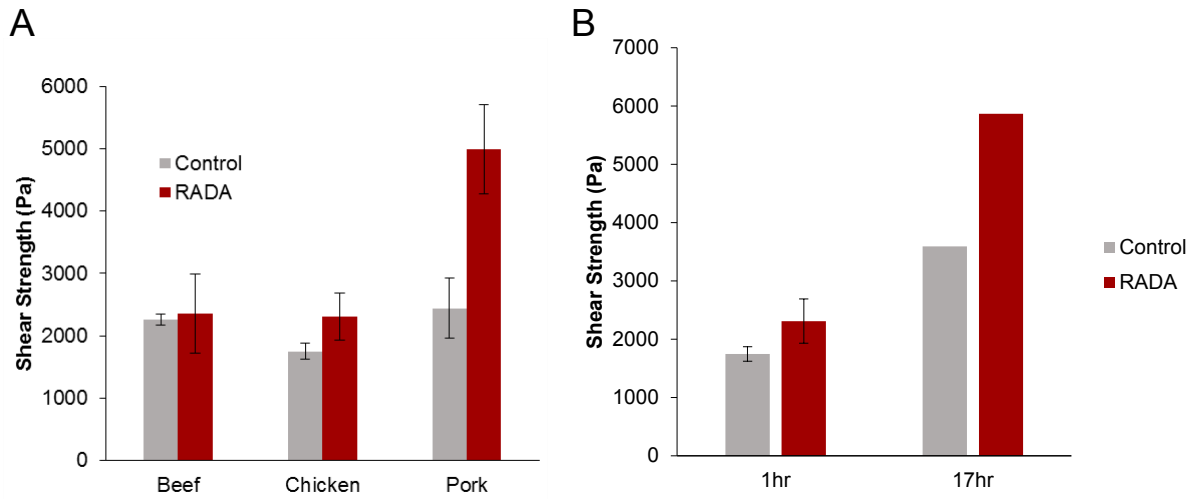 A
Shear Strength (Pa)
6000
5000
4000
3000
2000
1000
0
Control
RADA
Beef Chicken Pork
B
Shear Strength (Pa)
7000
6000
5000
4000
3000
2000
1000
0
1hr 17hr
Control
RADA